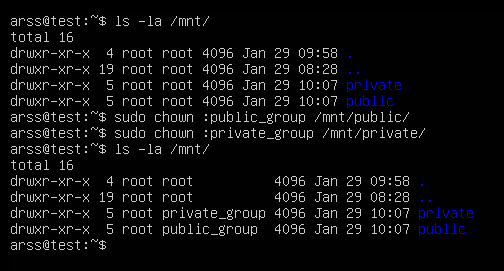 arss@test:~$ ls -la /mnt/
total 16
drwxr-xr-x  4 root root 4096 Jan 29 09:58 .
drwxr-xr-x 19 root root 4096 Jan 29 08:28 ..
drwxr-xr-x  5 root root 4096 Jan 29 10:07 private
drwxr-xr-x  5 root root 4096 Jan 29 10:07 public
arss@test:~$ sudo chown :public_group /mnt/public/
arss@test:~$ sudo chown :private_group /mnt/private/
arss@test:~$ ls -la /mnt/
total 16
drwxr-xr-x  4 root root          4096 Jan 29 09:58 .
drwxr-xr-x 19 root root          4096 Jan 29 08:28 ..
drwxr-xr-x  5 root private_group 4096 Jan 29 10:07 private
drwxr-xr-x  5 root public_group  4096 Jan 29 10:07 public
arss@test:~$